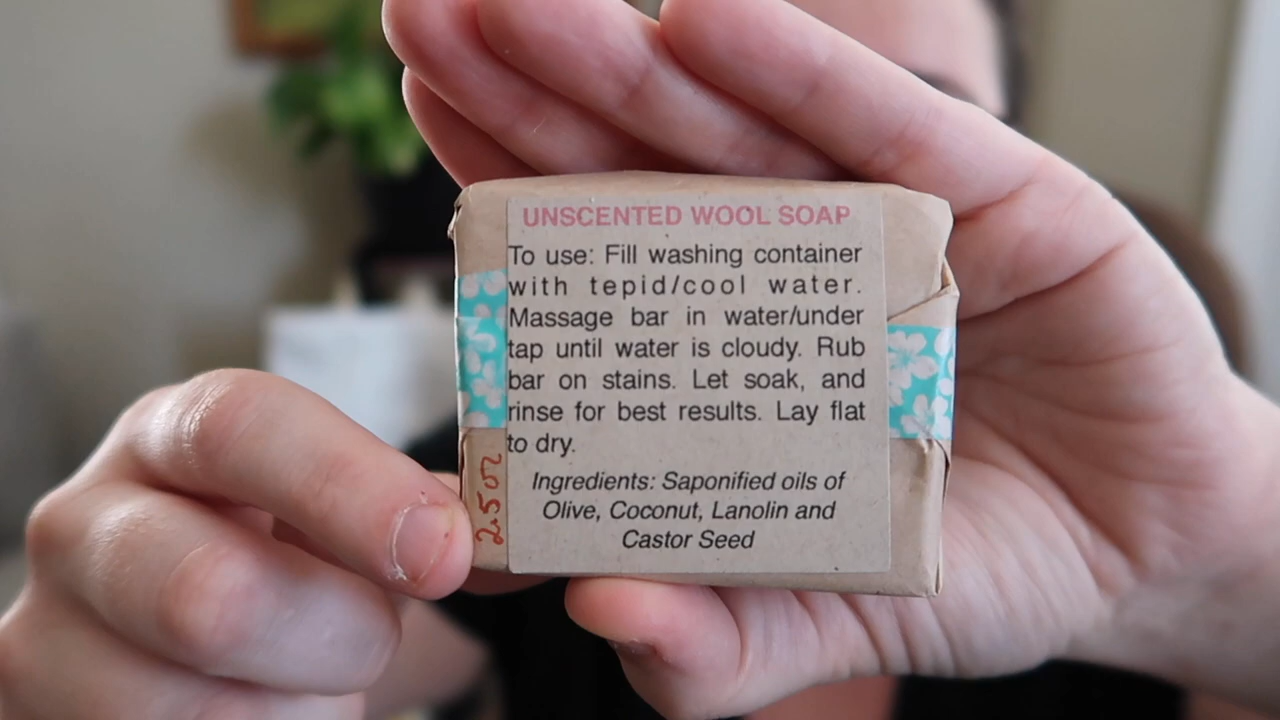 UNSCENTED WOOL SOAP
To use: Fill washing container
with tepid/cool water.
Massage bar in water/under
tap until water is cloudy. Rub
bar on stains. Let soak, and
rinse for best results. Lay flat
to dry.
Ingredients: Saponified oils of
Olive, Coconut, Lanolin and
Castor Seed
2.5oz